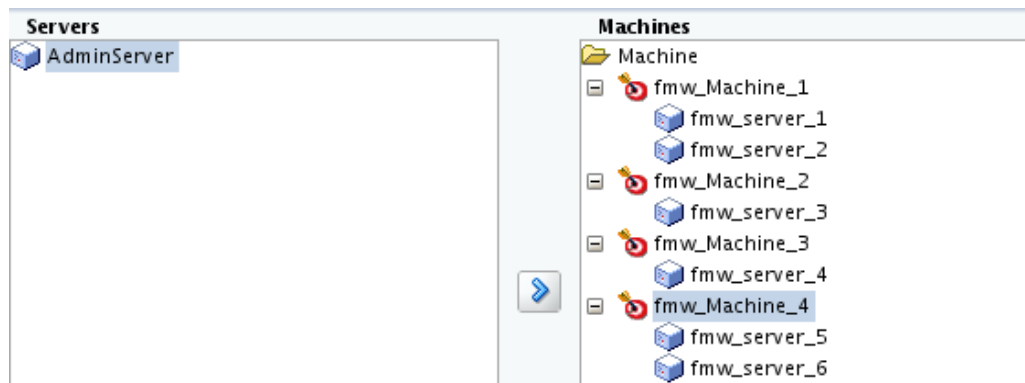 Servers
AdminServer
Machines
Machine
fmw_Machine_1
fmw_server_1
fmw_server_2
fmw_Machine_2
fmw_server_3
fmw_Machine_3
fmw_server_4
fmw_Machine_4
fmw_server_5
fmw_server_6